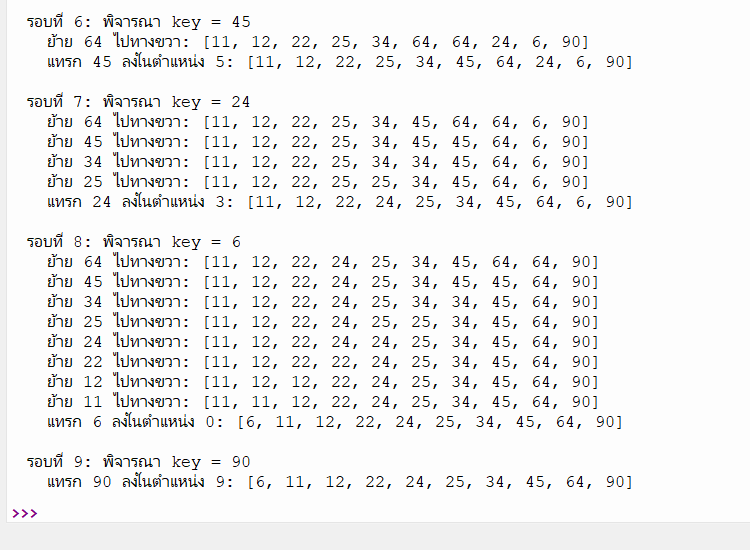 รอบที่ 6: พิจารณา key = 45
ย้าย 64 ไปทางขวา: [11, 12, 22, 25, 34, 64, 64, 24, 6, 90]
แทรก 45 ลงในตำแหน่ง 5: [11, 12, 22, 25, 34, 45, 64, 24, 6, 90]
รอบที่ 7: พิจารณา key = 24
ย้าย 64 ไปทางขวา: [11, 12, 22, 25, 34, 45, 64, 64, 6, 90]
ย้าย 45 ไปทางขวา: [11, 12, 22, 25, 34, 45, 45, 64, 6, 90]
ย้าย 34 ไปทางขวา: [11, 12, 22, 25, 34, 34, 45, 64, 6, 90]
ย้าย 25 ไปทางขวา: [11, 12, 22, 25, 25, 34, 45, 64, 6, 90]
แทรก 24 ลงในตำแหน่ง 3: [11, 12, 22, 24, 25, 34, 45, 64, 6, 90]
รอบที่ 8: พิจารณา key = 6
ย้าย 64 ไปทางขวา: [11, 12, 22, 24, 25, 34, 45, 64, 64, 90]
ย้าย 45 ไปทางขวา: [11, 12, 22, 24, 25, 34, 45, 45, 64, 90]
ย้าย 34 ไปทางขวา: [11, 12, 22, 24, 25, 34, 34, 45, 64, 90]
ย้าย 25 ไปทางขวา: [11, 12, 22, 24, 25, 25, 34, 45, 64, 90]
ย้าย 24 ไปทางขวา: [11, 12, 22, 24, 24, 25, 34, 45, 64, 90]
ย้าย 22 ไปทางขวา: [11, 12, 22, 22, 24, 25, 34, 45, 64, 90]
ย้าย 12 ไปทางขวา: [11, 12, 12, 22, 24, 25, 34, 45, 64, 90]
ย้าย 11 ไปทางขวา: [11, 11, 12, 22, 24, 25, 34, 45, 64, 90]
แทรก 6 ลงในตำแหน่ง 0: [6, 11, 12, 22, 24, 25, 34, 45, 64, 90]
รอบที่ 9: พิจารณา key = 90
แทรก 90 ลงในตำแหน่ง 9: [6, 11, 12, 22, 24, 25, 34, 45, 64, 90]
>>>